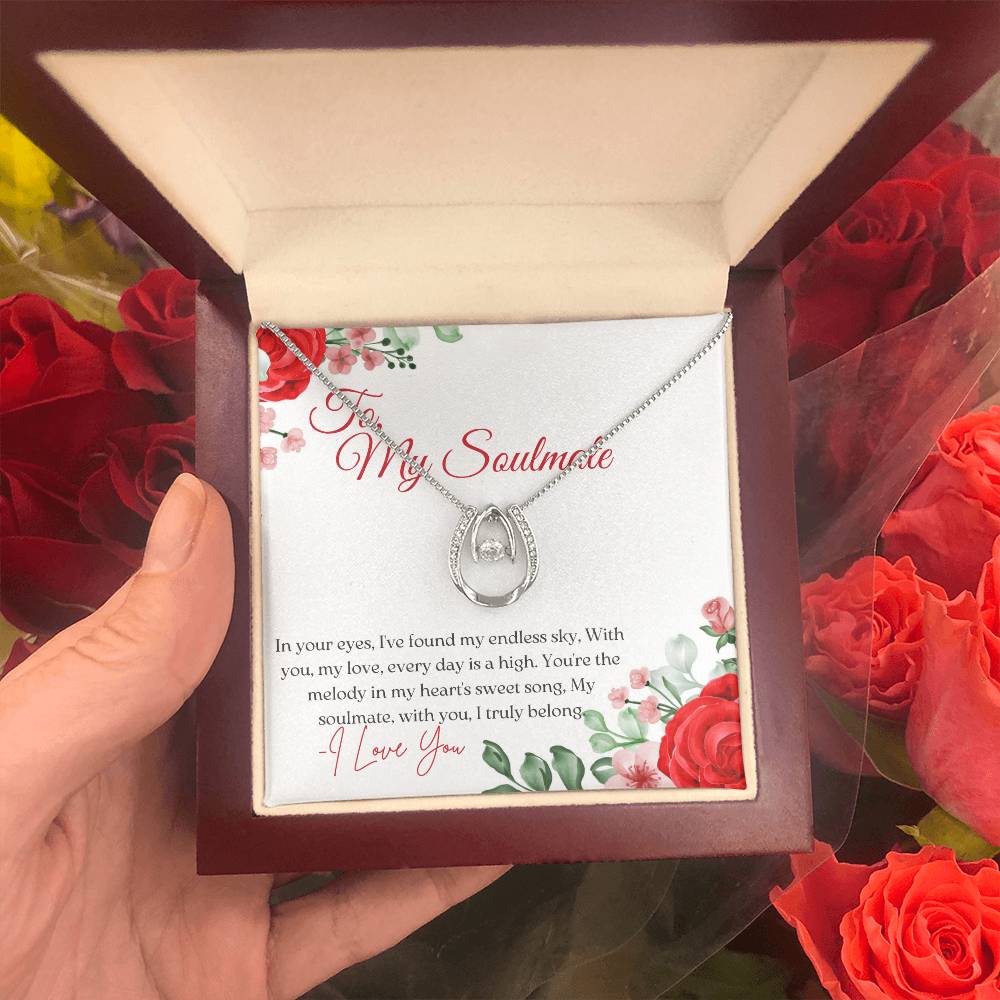 To,
My Soulmate
In your eyes, I've found my endless sky, With
you, my love, every day is a high. You're the
melody in my heart's sweet song, My
soulmate, with you, I truly belong.
-I Love You